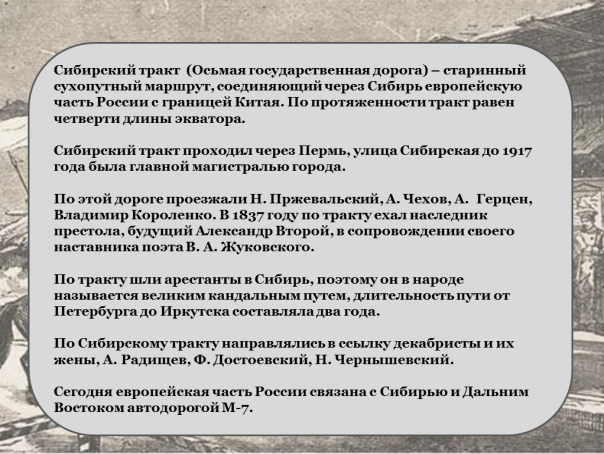 Сибирский тракт (Осьмая государственная дорога) – старинный
сухопутный маршрут, соединяющий через Сибирь европейскую
часть России с границей Китая. По протяженности тракт равен
четверти длины экватора.
Сибирский тракт проходил через Пермь, улица Сибирская до 1917
года была главной магистралью города.
По этой дороге проезжали Н. Пржевальский, А. Чехов, А. Герцен,
Владимир Короленко. В 1837 году по тракту ехал наследник
престола, будущий Александр Второй, в сопровождении своего
наставника поэта В. А. Жуковского.
По тракту шли арестанты в Сибирь, поэтому он в народе
называется великим кандальным путем, длительность пути от
Петербурга до Иркутска составляла два года.
По Сибирскому тракту направлялись в ссылку декабристы и их
жены, А. Радищев, Ф. Достоевский, Н. Чернышевский.
Сегодня европейская часть России связана с Сибирью и Дальним
Востоком автодорогой М-7.